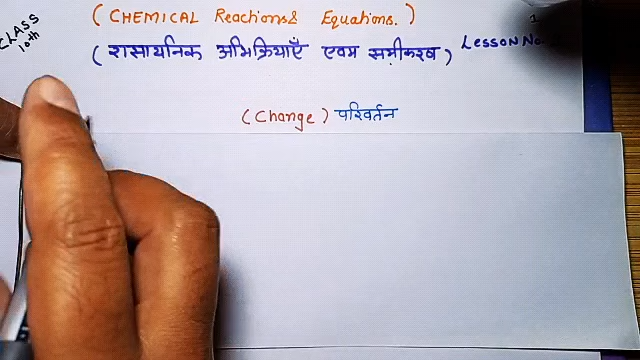 CLASS 10th
( CHEMICAL Reactions & Equations. )
( रासायनिक अभिक्रियाएँ एवम समीकरण ) Lesson No.
( Change ) परिवर्तन